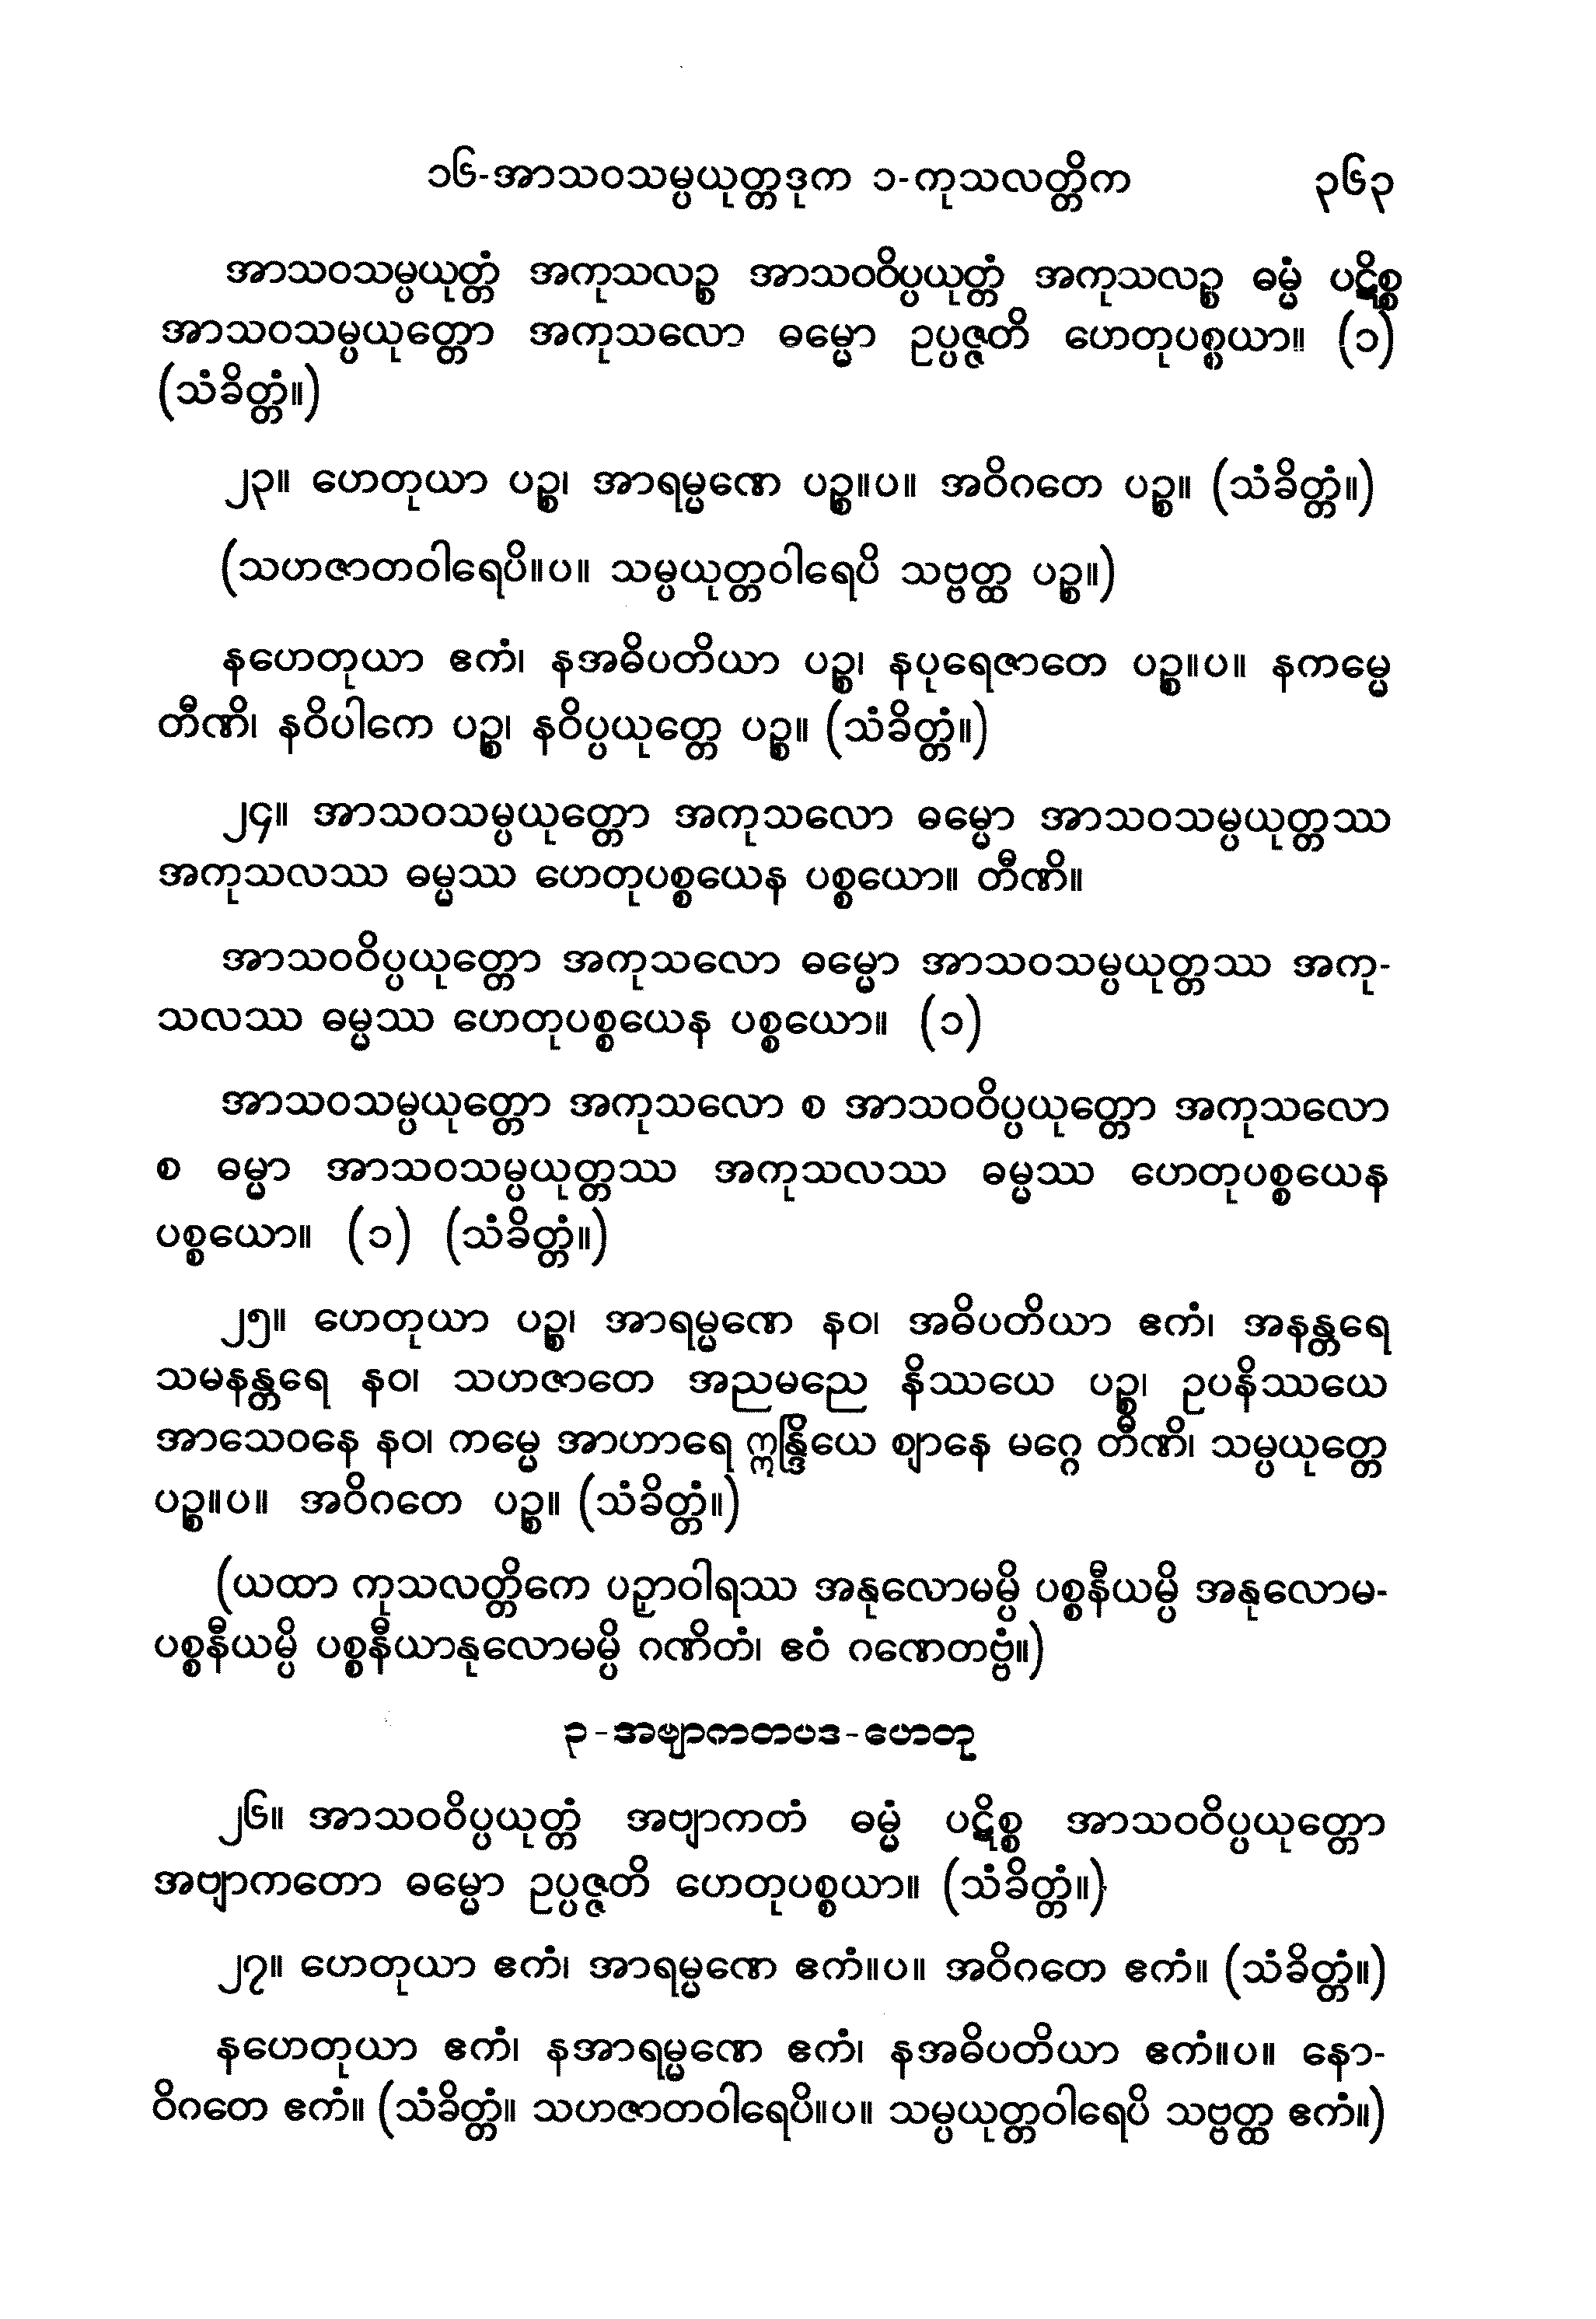 ၁၆-အာသဝသမ္ပယုတ္တဒုက ၁-ကုသလတ္တိက ၃၆၃
အာသဝသမ္ပယုတ္တံ အကုသလဉ္စ အာသဝဝိပ္ပယုတ္တံ အကုသလဉ္စ ဓမ္မံ ပဋိစ္စ
အာသဝသမ္ပယုတ္တော အကုသလော ဓမ္မော ဥပ္ပဇ္ဇတိ ဟေတုပစ္စယာ။ (၁)
(သံခိတ္တံ။)
၂၃။ ဟေတုယာ ပဉ္စ၊ အာရမ္မဏေ ပဉ္စ။ပ။ အဝိဂတေ ပဉ္စ။ (သံခိတ္တံ။)
(သဟဇာတဝါရေပိ။ပ။ သမ္ပယုတ္တဝါရေပိ သဗ္ဗတ္ထ ပဉ္စ။)
နဟေတုယာ ဧကံ၊ နအဓိပတိယာ ပဉ္စ၊ နပုရေဇာတေ ပဉ္စ။ပ။ နကမ္မေ
တီဏိ၊ နဝိပါကေ ပဉ္စ၊ နဝိပ္ပယုတ္တေ ပဉ္စ။ (သံခိတ္တံ။)
၂၄။ အာသဝသမ္ပယုတ္တော အကုသလော ဓမ္မော အာသဝသမ္ပယုတ္တဿ
အကုသလဿ ဓမ္မဿ ဟေတုပစ္စယေန ပစ္စယော။ တီဏိ။
အာသဝဝိပ္ပယုတ္တော အကုသလော ဓမ္မော အာသဝသမ္ပယုတ္တဿ အကု-
သလဿ ဓမ္မဿ ဟေတုပစ္စယေန ပစ္စယော။ (၁)
အာသဝသမ္ပယုတ္တော အကုသလော စ အာသဝဝိပ္ပယုတ္တော အကုသလော
စ ဓမ္မာ အာသဝသမ္ပယုတ္တဿ အကုသလဿ ဓမ္မဿ ဟေတုပစ္စယေန
ပစ္စယော။ (၁) (သံခိတ္တံ။)
၂၅။ ဟေတုယာ ပဉ္စ၊ အာရမ္မဏေ နဝ၊ အဓိပတိယာ ဧကံ၊ အနန္တရေ
သမနန္တရေ နဝ၊ သဟဇာတေ အညမညေ နိဿယေ ပဉ္စ၊ ဥပနိဿယေ
အာသေဝနေ နဝ၊ ကမ္မေ အာဟာရေ ဣန္ဒြိယေ ဈာနေ မဂ္ဂေ တီဏိ၊ သမ္ပယုတ္တေ
ပဉ္စ။ပ။ အဝိဂတေ ပဉ္စ။ (သံခိတ္တံ။)
(ယထာ ကုသလတ္တိကေ ပဉှာဝါရဿ အနုလောမမ္ပိ ပစ္စနီယမ္ပိ အနုလောမ-
ပစ္စနီယမ္ပိ ပစ္စနီယာနုလောမမ္ပိ ဂဏိတံ၊ ဧဝံ ဂဏေတဗ္ဗံ။)
၃-အဗျာကတပဒ-ဟေတု
၂၆။ အာသဝဝိပ္ပယုတ္တံ အဗျာကတံ ဓမ္မံ ပဋိစ္စ အာသဝဝိပ္ပယုတ္တော
အဗျာကတော ဓမ္မော ဥပ္ပဇ္ဇတိ ဟေတုပစ္စယာ။ (သံခိတ္တံ။)
၂၇။ ဟေတုယာ ဧကံ၊ အာရမ္မဏေ ဧကံ။ပ။ အဝိဂတေ ဧကံ။ (သံခိတ္တံ။)
နဟေတုယာ ဧကံ၊ နအာရမ္မဏေ ဧကံ၊ နအဓိပတိယာ ဧကံ။ပ။ နော-
ဝိဂတေ ဧကံ။ (သံခိတ္တံ။ သဟဇာတဝါရေပိ။ပ။ သမ္ပယုတ္တဝါရေပိ သဗ္ဗတ္ထ ဧကံ။)